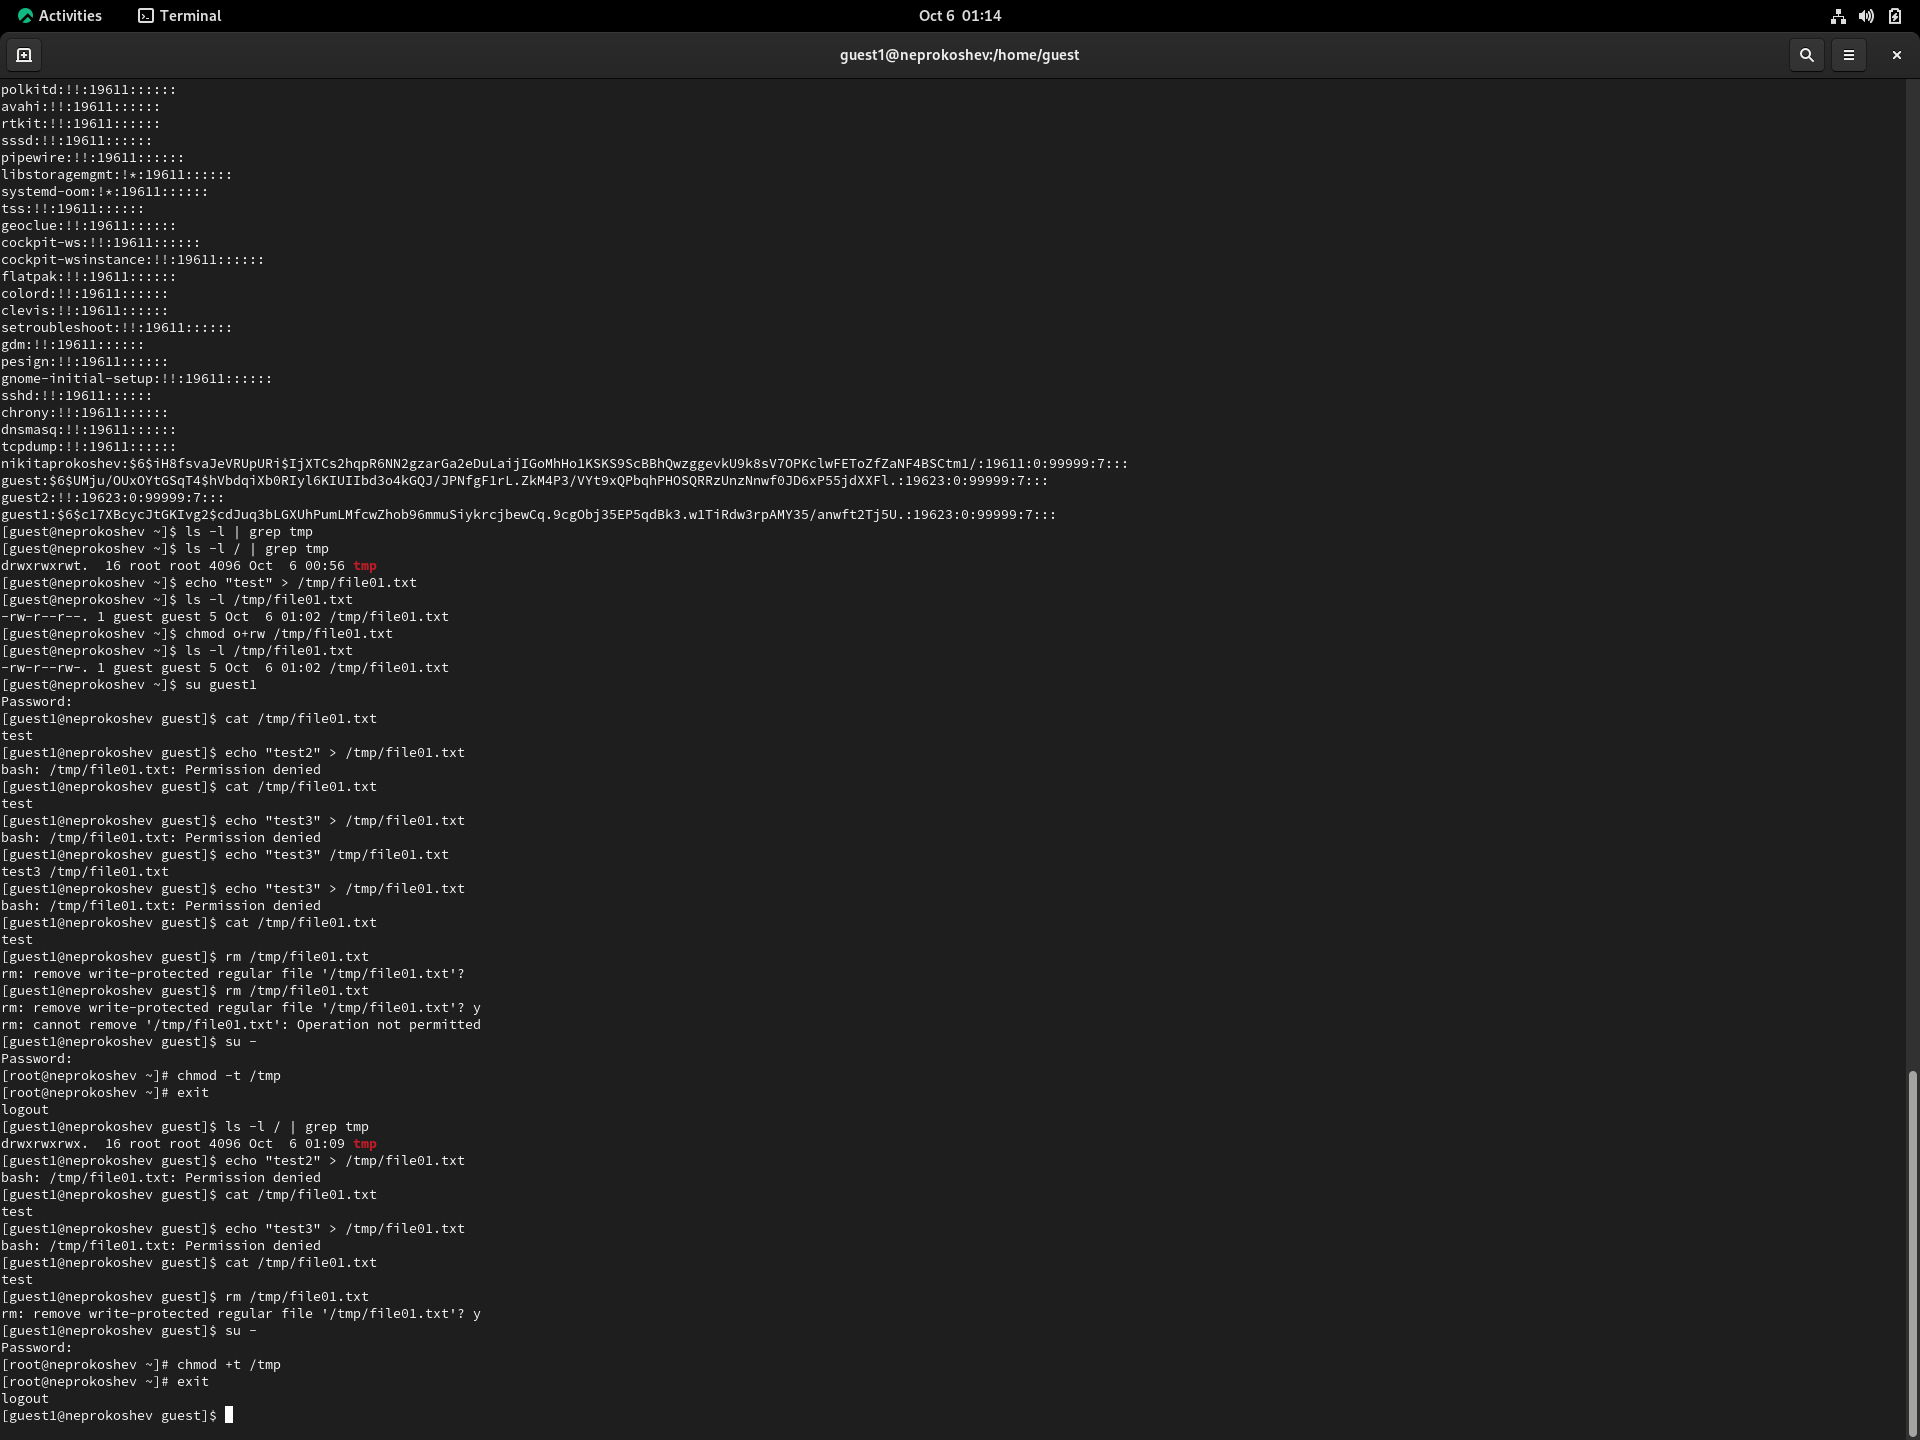 Activities
Terminal
Oct 6 01:14
guest1@neprokoshev:/home/guest
polkitd:!!:19611::::::
avahi:!!:19611::::::
rtkit:!!:19611::::::
sssd:!!:19611::::::
pipewire:!!:19611::::::
libstoragemgmt:!*:19611::::::
systemd-oom:!*:19611::::::
tss:!!:19611::::::
geoclue:!!:19611::::::
cockpit-ws:!!:19611::::::
cockpit-wsinstance:!!:19611::::::
flatpak:!!:19611::::::
colord:!!:19611::::::
clevis:!!:19611::::::
setroubleshoot:!!:19611::::::
gdm:!!:19611::::::
pesign:!!:19611::::::
gnome-initial-setup:!!:19611::::::
sshd:!!:19611::::::
chrony:!!:19611::::::
dnsmasq:!!:19611::::::
tcpdump:!!:19611::::::
nikitaprokoshev:$6$iH8fsvaJeVRUpURi$IjXTCs2hqpR6NN2gzarGa2eDuLaijIGoMhHo1KSKS9ScBBhQwzggevkU9k8sV7OPKclwFEToZfZaNF4BSCtm1/:19611:0:99999:7:::
guest:$6$UMju/OUxOYtGSqT4$hVbdqiXb0RIyl6KIUIIbd3o4kGQJ/JPNfgF1rL.ZkM4P3/VYt9xQPbqhPHOSQRRzUnzNnwf0JD6xP55jdXXFl.:19623:0:99999:7:::
guest2:!!:19623:0:99999:7:::
guest1:$6$c17XBcycJtGKIvg2$cdJuq3bLGXUhPumLMfcwZhob96mmuSiykrcjbewCq.9cgObj35EP5qdBk3.w1TiRdw3rpAMY35/anwft2Tj5U.:19623:0:99999:7:::
[guest@neprokoshev ~]$ ls -l | grep tmp
[guest@neprokoshev ~]$ ls -l / | grep tmp
drwxrwxrwt.  16 root root 4096 Oct  6 00:56 tmp
[guest@neprokoshev ~]$ echo "test" > /tmp/file01.txt
[guest@neprokoshev ~]$ ls -l /tmp/file01.txt
-rw-r--r--. 1 guest guest 5 Oct  6 01:02 /tmp/file01.txt
[guest@neprokoshev ~]$ chmod o+rw /tmp/file01.txt
[guest@neprokoshev ~]$ ls -l /tmp/file01.txt
-rw-r--rw-. 1 guest guest 5 Oct  6 01:02 /tmp/file01.txt
[guest@neprokoshev ~]$ su guest1
Password:
[guest1@neprokoshev guest]$ cat /tmp/file01.txt
test
[guest1@neprokoshev guest]$ echo "test2" > /tmp/file01.txt
bash: /tmp/file01.txt: Permission denied
[guest1@neprokoshev guest]$ cat /tmp/file01.txt
test
[guest1@neprokoshev guest]$ echo "test3" > /tmp/file01.txt
bash: /tmp/file01.txt: Permission denied
[guest1@neprokoshev guest]$ echo "test3" /tmp/file01.txt
test3 /tmp/file01.txt
[guest1@neprokoshev guest]$ echo "test3" > /tmp/file01.txt
bash: /tmp/file01.txt: Permission denied
[guest1@neprokoshev guest]$ cat /tmp/file01.txt
test
[guest1@neprokoshev guest]$ rm /tmp/file01.txt
rm: remove write-protected regular file '/tmp/file01.txt'?
[guest1@neprokoshev guest]$ rm /tmp/file01.txt
rm: remove write-protected regular file '/tmp/file01.txt'? y
rm: cannot remove '/tmp/file01.txt': Operation not permitted
[guest1@neprokoshev guest]$ su -
Password:
[root@neprokoshev ~]# chmod -t /tmp
[root@neprokoshev ~]# exit
logout
[guest1@neprokoshev guest]$ ls -l / | grep tmp
drwxrwxrwx.  16 root root 4096 Oct  6 01:09 tmp
[guest1@neprokoshev guest]$ echo "test2" > /tmp/file01.txt
bash: /tmp/file01.txt: Permission denied
[guest1@neprokoshev guest]$ cat /tmp/file01.txt
test
[guest1@neprokoshev guest]$ echo "test3" > /tmp/file01.txt
bash: /tmp/file01.txt: Permission denied
[guest1@neprokoshev guest]$ cat /tmp/file01.txt
test
[guest1@neprokoshev guest]$ rm /tmp/file01.txt
rm: remove write-protected regular file '/tmp/file01.txt'? y
[guest1@neprokoshev guest]$ su -
Password:
[root@neprokoshev ~]# chmod +t /tmp
[root@neprokoshev ~]# exit
logout
[guest1@neprokoshev guest]$